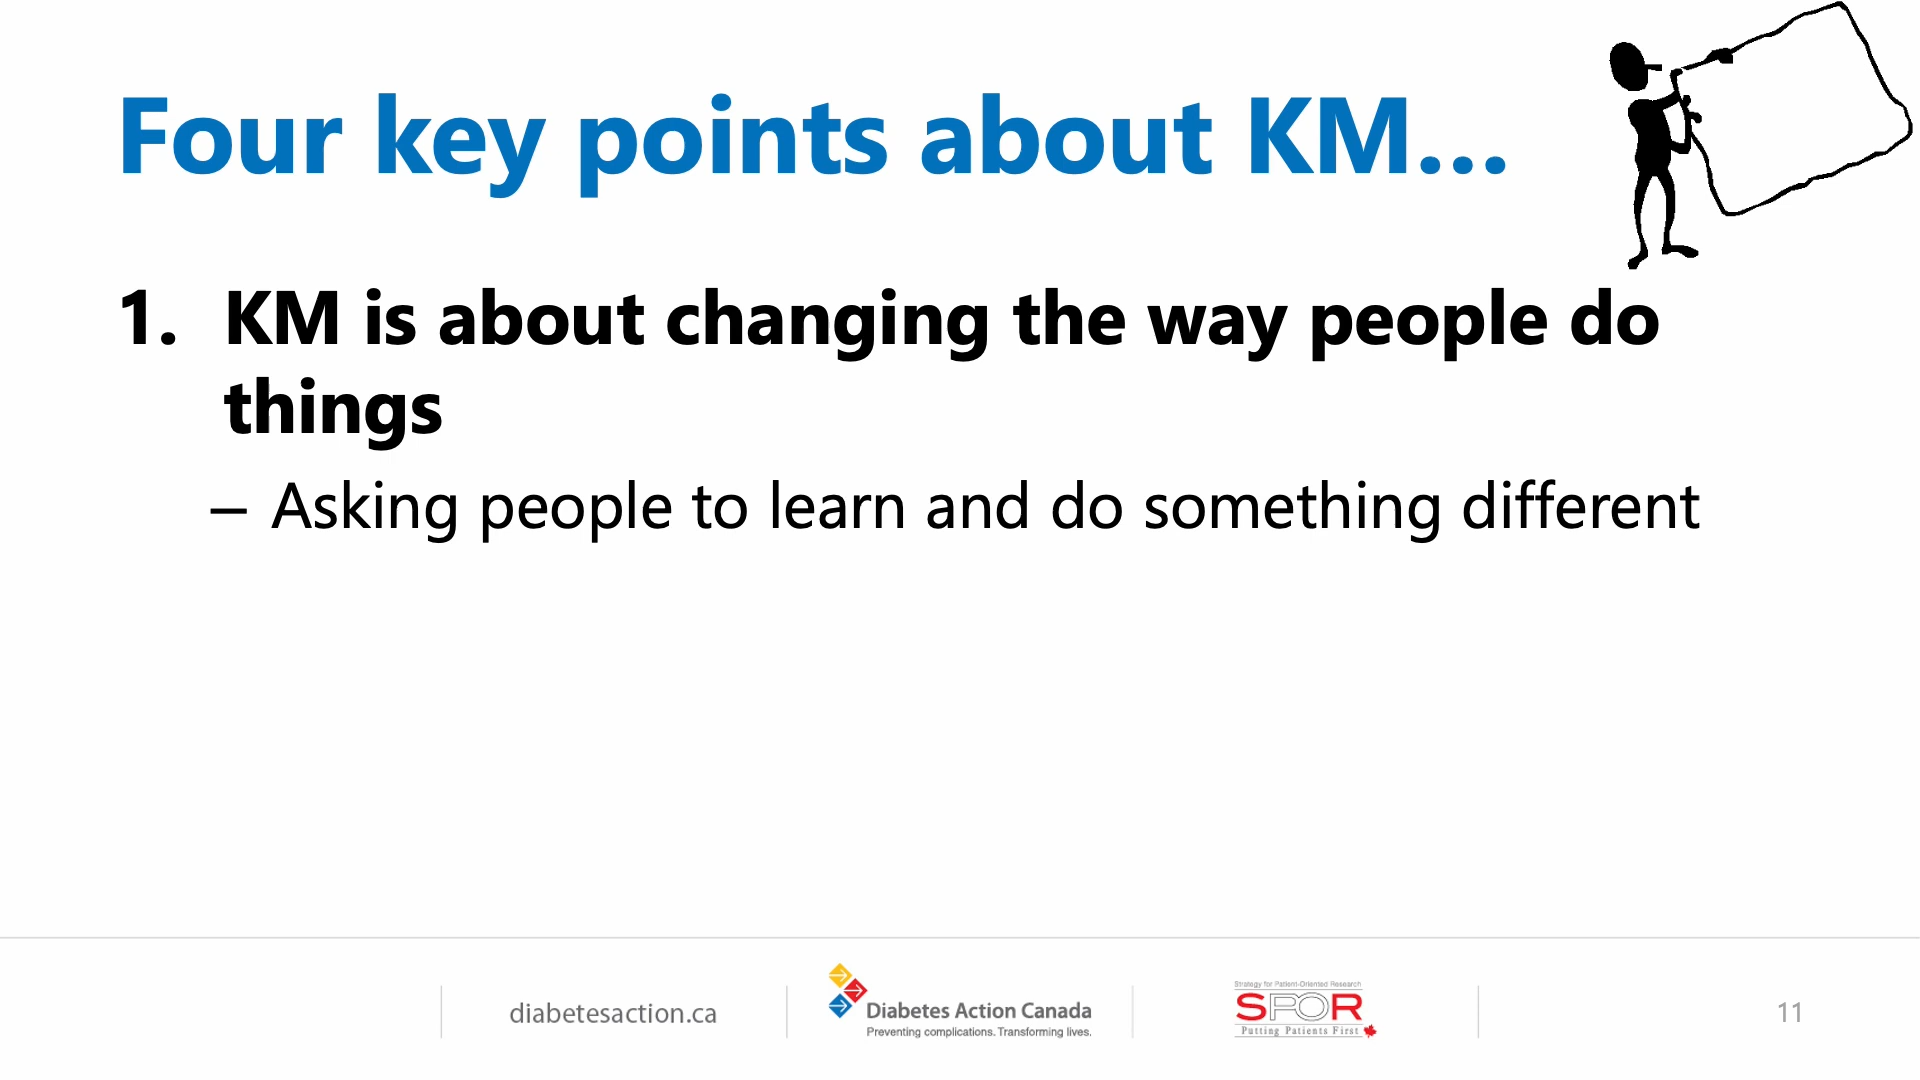 Four key points about KM...
1. KM is about changing the way people do
things
– Asking people to learn and do something different
diabetesaction.ca
Diabetes Action Canada
Preventing complications. Transforming lives.
Strategy for Patient-Oriented Research
SPOR
Putting Patients First
11